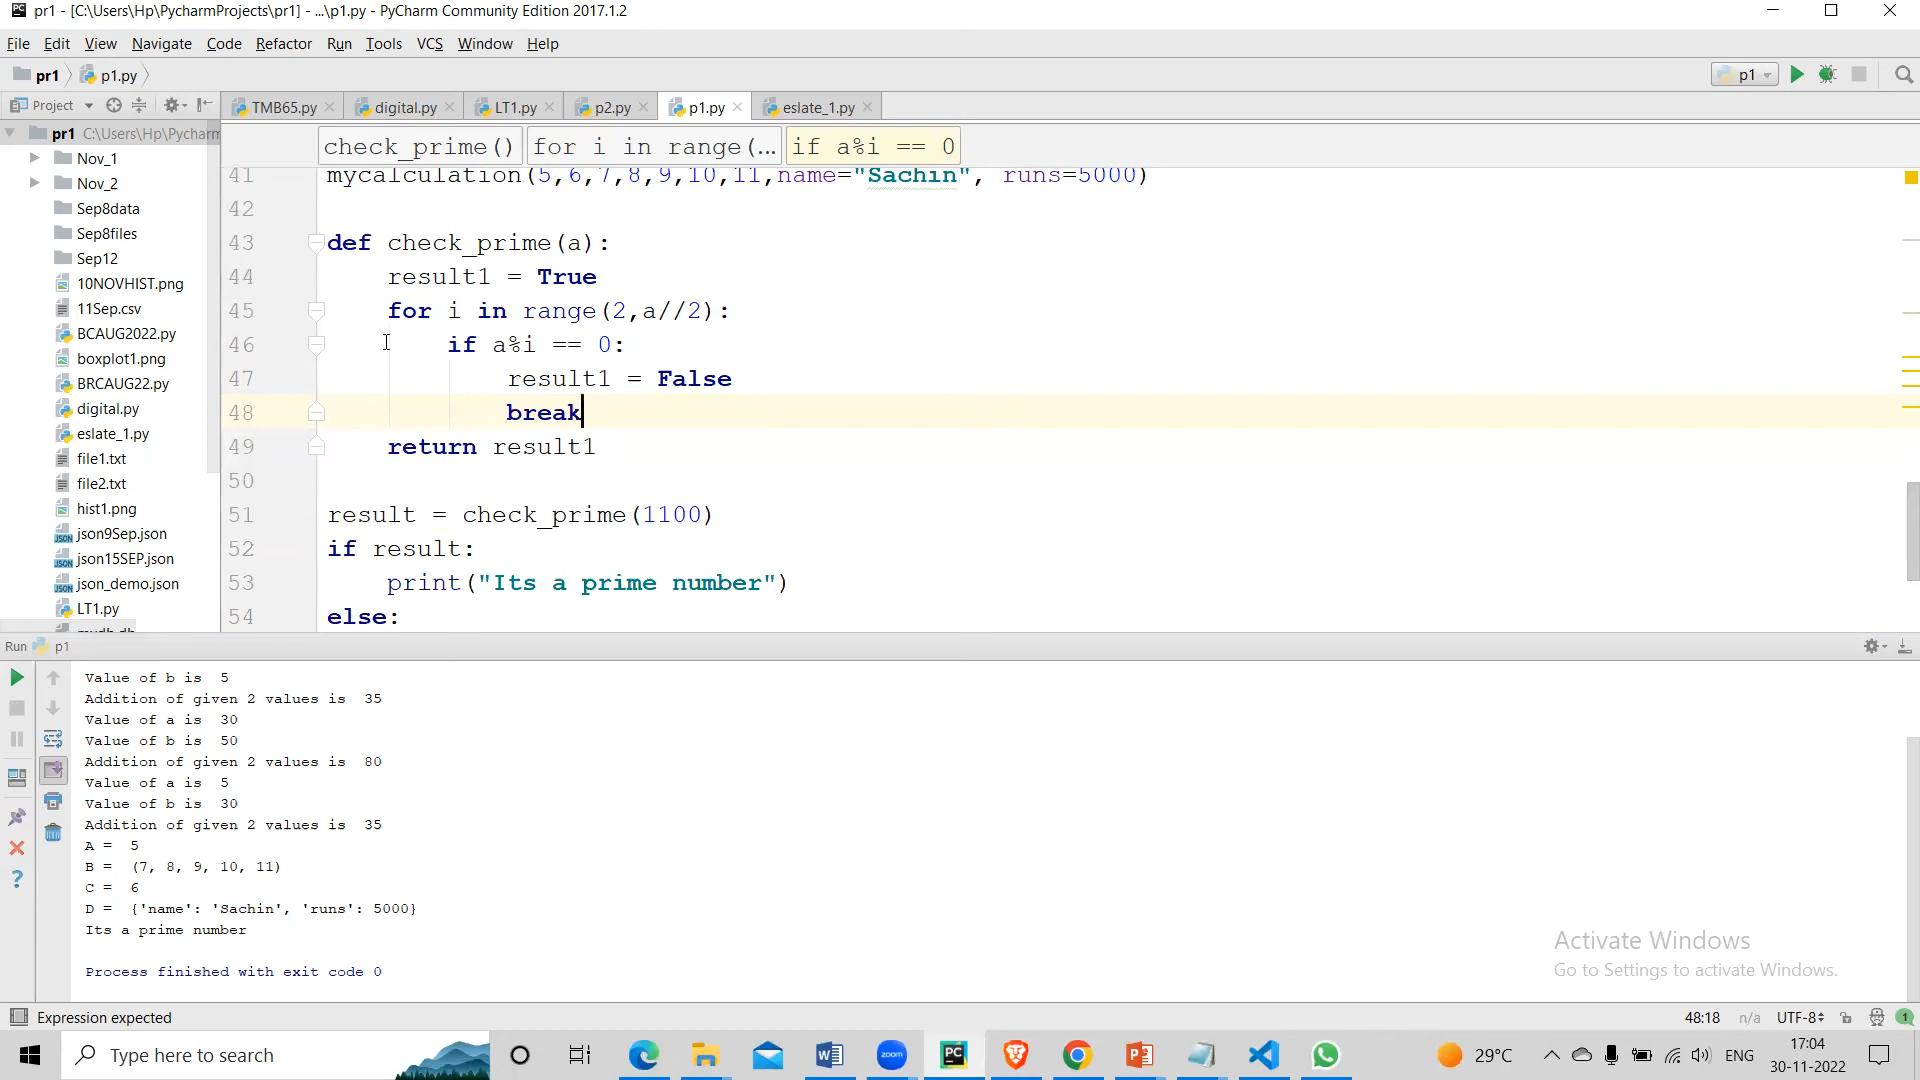 pr1 - [C:\Users\Hp\PycharmProjects\pr1] - ...\p1.py - PyCharm Community Edition 2017.1.2
File Edit View Navigate Code Refactor Run Tools VCS Window Help
pr1 p1.py p1
Project TMB65.py digital.py LT1.py p2.py p1.py eslate_1.py
pr1 C:\Users\Hp\Pycharm
Nov_1
Nov_2
Sep8data
Sep8files
Sep12
10NOVHIST.png
11Sep.csv
BCAUG2022.py
boxplot1.png
BRCAUG22.py
digital.py
eslate_1.py
file1.txt
file2.txt
hist1.png
json9Sep.json
json15SEP.json
json_demo.json
LT1.py
mydb.db
check_prime() for i in range(... if a%i == 0
41 mycalculation(5,6,7,8,9,10,11,name="Sachin", runs=5000)
42
43 def check_prime(a):
44     result1 = True
45     for i in range(2,a//2):
46         if a%i == 0:
47             result1 = False
48             break
49     return result1
50
51 result = check_prime(1100)
52 if result:
53     print("Its a prime number")
54 else:
Run p1
Value of b is  5
Addition of given 2 values is  35
Value of a is  30
Value of b is  50
Addition of given 2 values is  80
Value of a is  5
Value of b is  30
Addition of given 2 values is  35
A =  5
B =  (7, 8, 9, 10, 11)
C =  6
D =  {'name': 'Sachin', 'runs': 5000}
Its a prime number
Process finished with exit code 0
Activate Windows
Go to Settings to activate Windows.
Expression expected 48:18 n/a UTF-8 1
Type here to search zoom PC 29°C ENG 17:04
30-11-2022